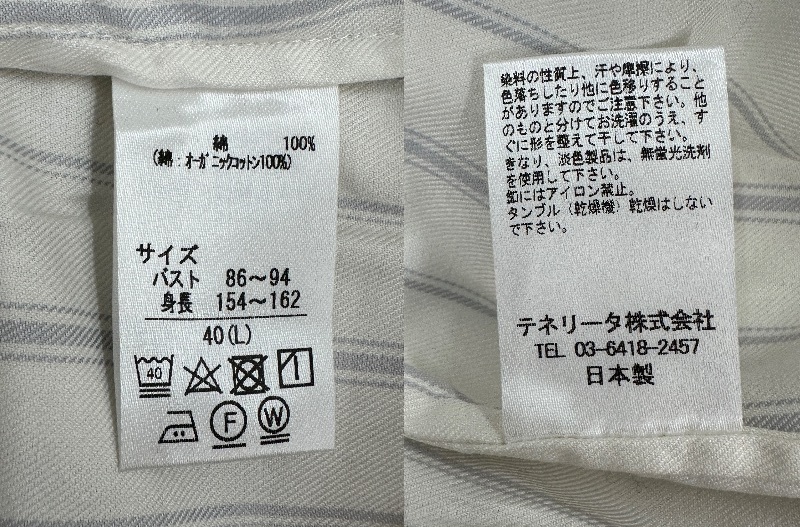 綿 100%
(綿：オーガニックコットン100%)
サイズ
バスト 86～94
身長 154～162
40(L)
40
F
W
染料の性質上、汗や摩擦により、
色落ちしたり他に色移りすること
がありますのでご注意下さい。他
のものと分けてお洗濯のうえ、す
ぐに形を整えて干して下さい。
きなり、淡色製品は、無蛍光洗剤
を使用して下さい。
釦にはアイロン禁止。
タンブル（乾燥機）乾燥はしない
で下さい。
テネリータ株式会社
TEL 03-6418-2457
日本製